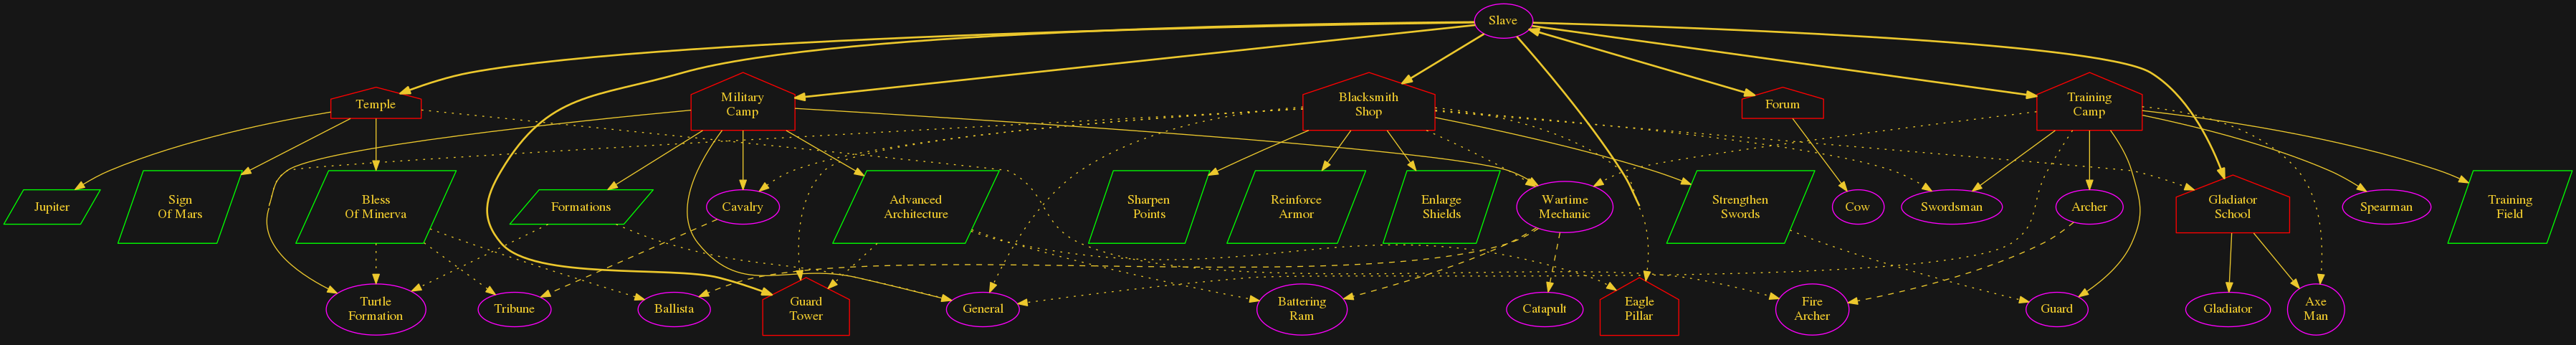 Slave
Temple
Military
Camp
Blacksmith
Shop
Forum
Training
Camp
Jupiter
Sign
Of Mars
Bless
Of Minerva
Formations
Cavalry
Advanced
Architecture
Sharpen
Points
Reinforce
Armor
Enlarge
Shields
Wartime
Mechanic
Strengthen
Swords
Cow
Swordsman
Archer
Gladiator
School
Spearman
Training
Field
Turtle
Formation
Tribune
Ballista
Guard
Tower
General
Battering
Ram
Catapult
Eagle
Pillar
Fire
Archer
Guard
Gladiator
Axe
Man